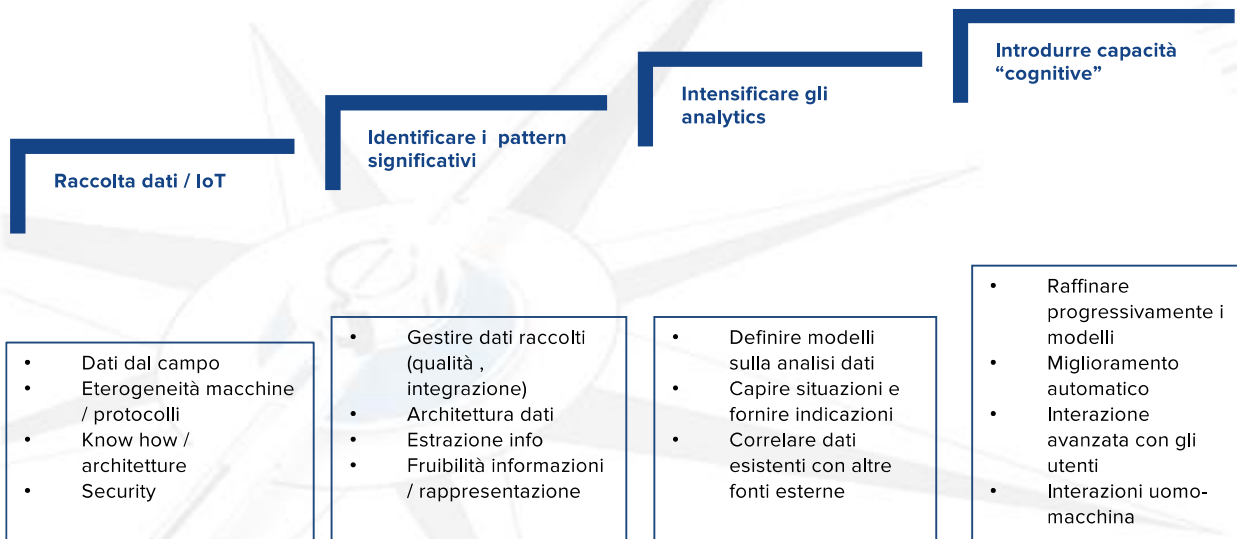 Raccolta dati / IoT
Identificare i pattern
significativi
Intensificare gli
analytics
Introdurre capacità
“cognitive”
• Dati dal campo
• Eterogeneità macchine
/ protocolli
• Know how /
architetture
• Security
• Gestire dati raccolti
(qualità ,
integrazione)
• Architettura dati
• Estrazione info
• Fruibilità informazioni
/ rappresentazione
• Definire modelli
sulla analisi dati
• Capire situazioni e
fornire indicazioni
• Correlare dati
esistenti con altre
fonti esterne
• Raffinare
progressivamente i
modelli
• Miglioramento
automatico
• Interazione
avanzata con gli
utenti
• Interazioni uomo-
macchina